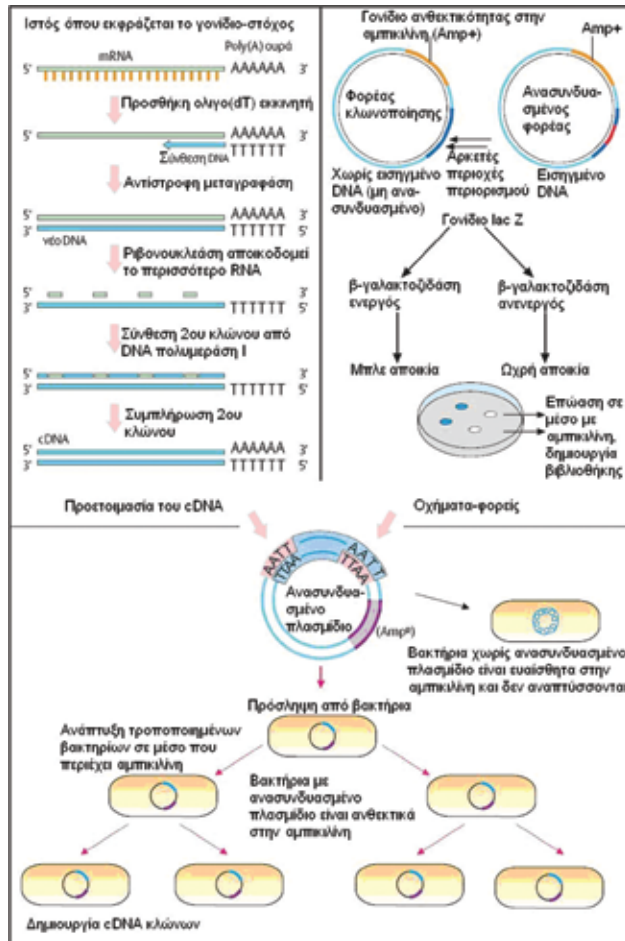 Ιστός όπου εκφράζεται το γονίδιο-στόχος
mRNA
Poly(A) ουρά
5' AAAAAA 3'
Προσθήκη ολιγο(dT) εκκινητή
5' AAAAAA 3'
TTTTTT 5'
Σύνθεση DNA
Αντίστροφη μεταγραφάση
5' AAAAAA 3'
3' TTTTTT 5'
νέο DNA
Ριβονουκλεάση αποικοδομεί
το περισσότερο RNA
5' 3'
3' TTTTTT 5'
Σύνθεση 2ου κλώνου από
DNA πολυμεράση I
5' 3'
3' TTTTTT 5'
Συμπλήρωση 2ου
κλώνου
cDNA
5' AAAAAA 3'
3' TTTTTT 5'
Προετοιμασία του cDNA
Γονίδιο ανθεκτικότητας στην
αμπικιλίνη (Amp+)
Amp+
Φορέας
κλωνοποίησης
Ανασυνδυα-
σμένος
φορέας
Χωρίς εισηγμένο
DNA (μη ανα-
συνδυασμένο)
Αρκετές
περιοχές
περιορισμού
Εισηγμένο
DNA
Γονίδιο lac Z
β-γαλακτοζιδάση
ενεργός
β-γαλακτοζιδάση
ανενεργός
Μπλε αποικία
Ωχρή αποικία
Επώαση σε
μέσο με
αμπικιλίνη,
δημιουργία
βιβλιοθήκης
Οχήματα-φορείς
AATT
TTAA
AATT
TTAA
Ανασυνδυα-
σμένο
πλασμίδιο
(Ampᴿ)
Βακτήρια χωρίς ανασυνδυασμένο
πλασμίδιο είναι ευαίσθητα στην
αμπικιλίνη και δεν αναπτύσσονται
Πρόσληψη από βακτήρια
Ανάπτυξη τροποποιημένων
βακτηρίων σε μέσο που
περιέχει αμπικιλίνη
Βακτήρια με
ανασυνδυασμένο
πλασμίδιο είναι ανθεκτικά
στην αμπικιλίνη
Δημιουργία cDNA κλώνων